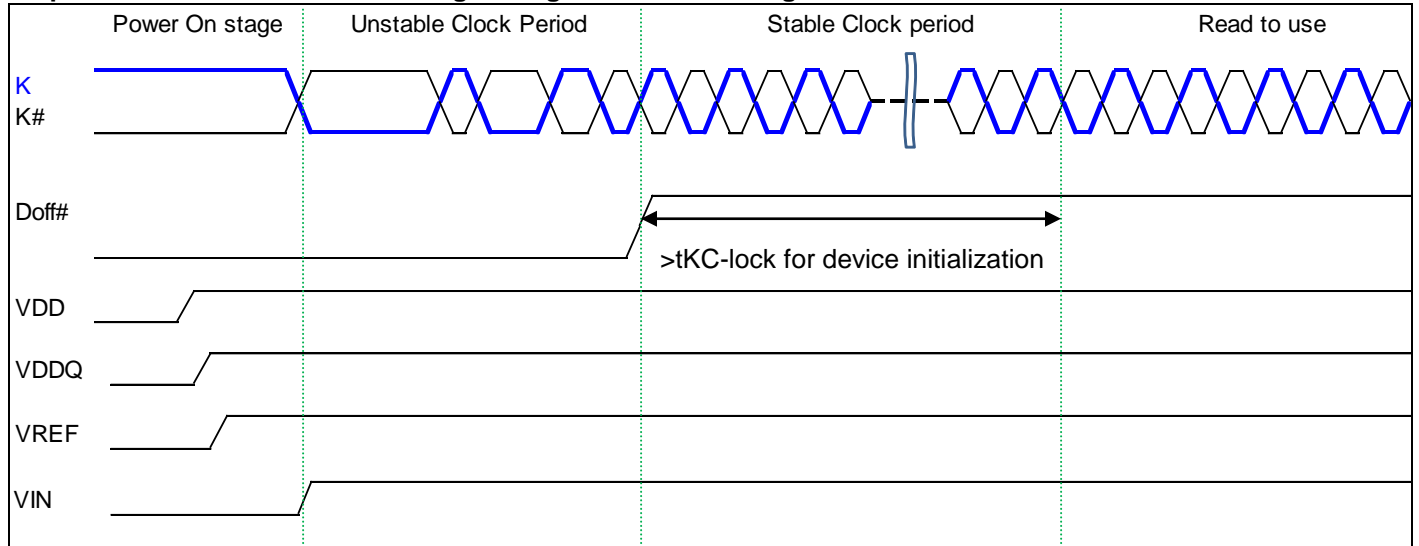 Power On stage Unstable Clock Period Stable Clock period Read to use
K
K#
Doff#
>tKC-lock for device initialization
VDD
VDDQ
VREF
VIN